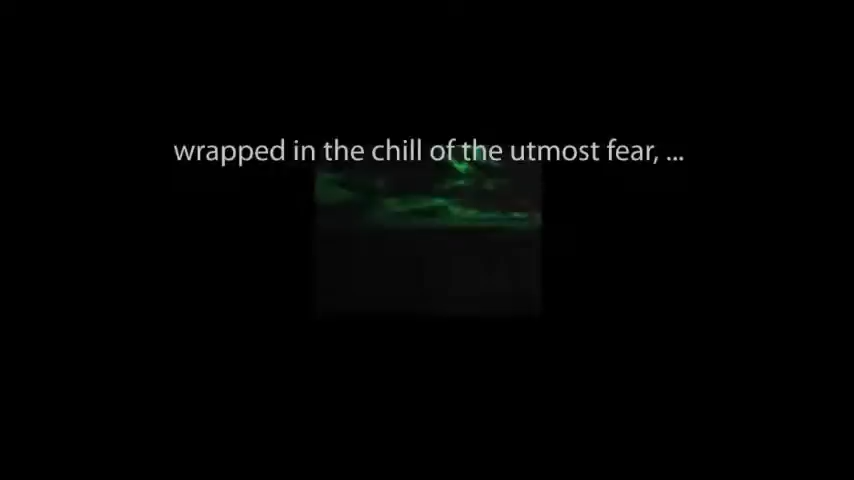 wrapped in the chill of the utmost fear, ...